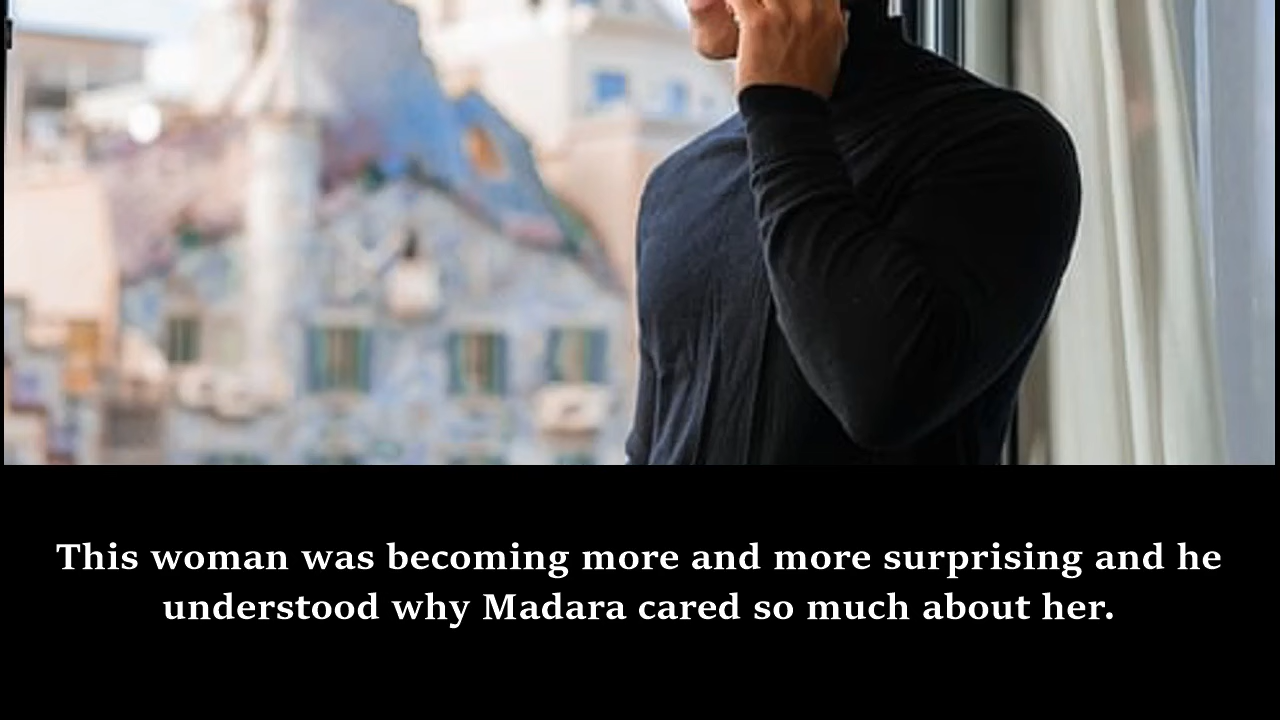 This woman was becoming more and more surprising and he
understood why Madara cared so much about her.